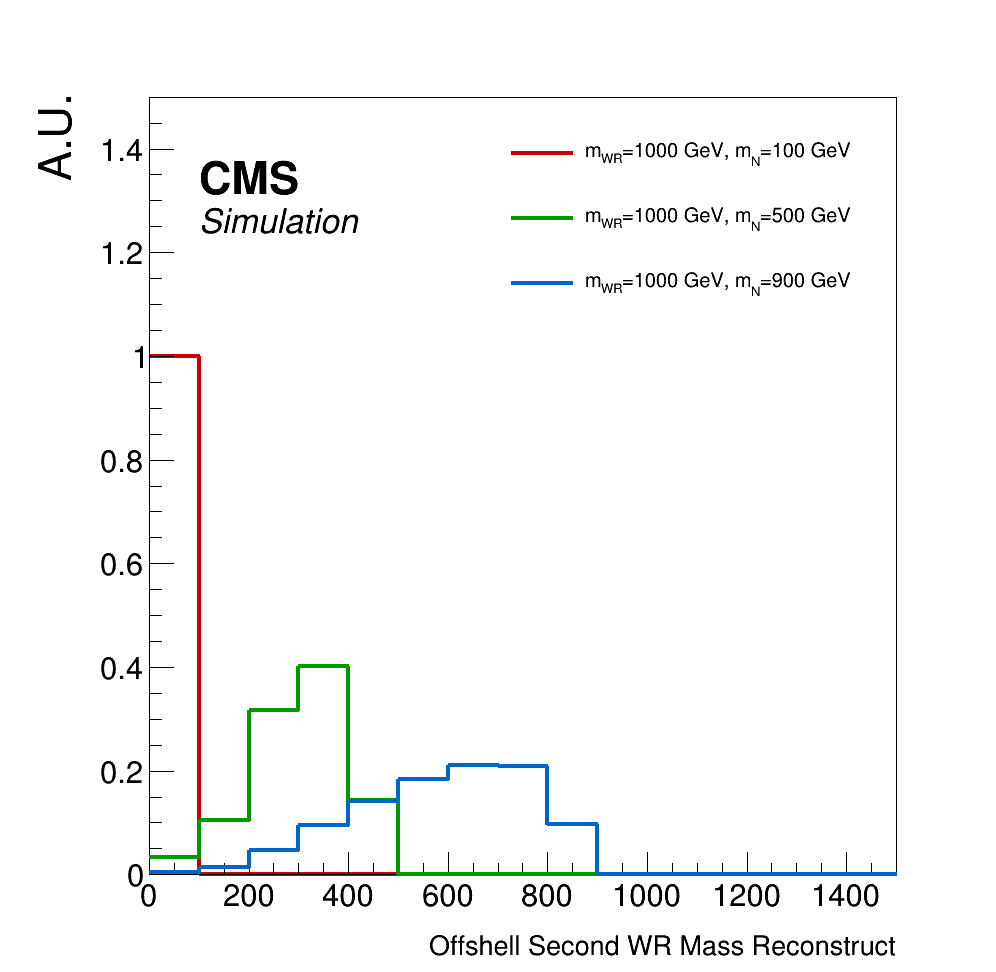 A.U.
CMS
Simulation
mWR=1000 GeV, mN=100 GeV
mWR=1000 GeV, mN=500 GeV
mWR=1000 GeV, mN=900 GeV
1.4
1.2
1
0.8
0.6
0.4
0.2
0
0 200 400 600 800 1000 1200 1400
Offshell Second WR Mass Reconstruct